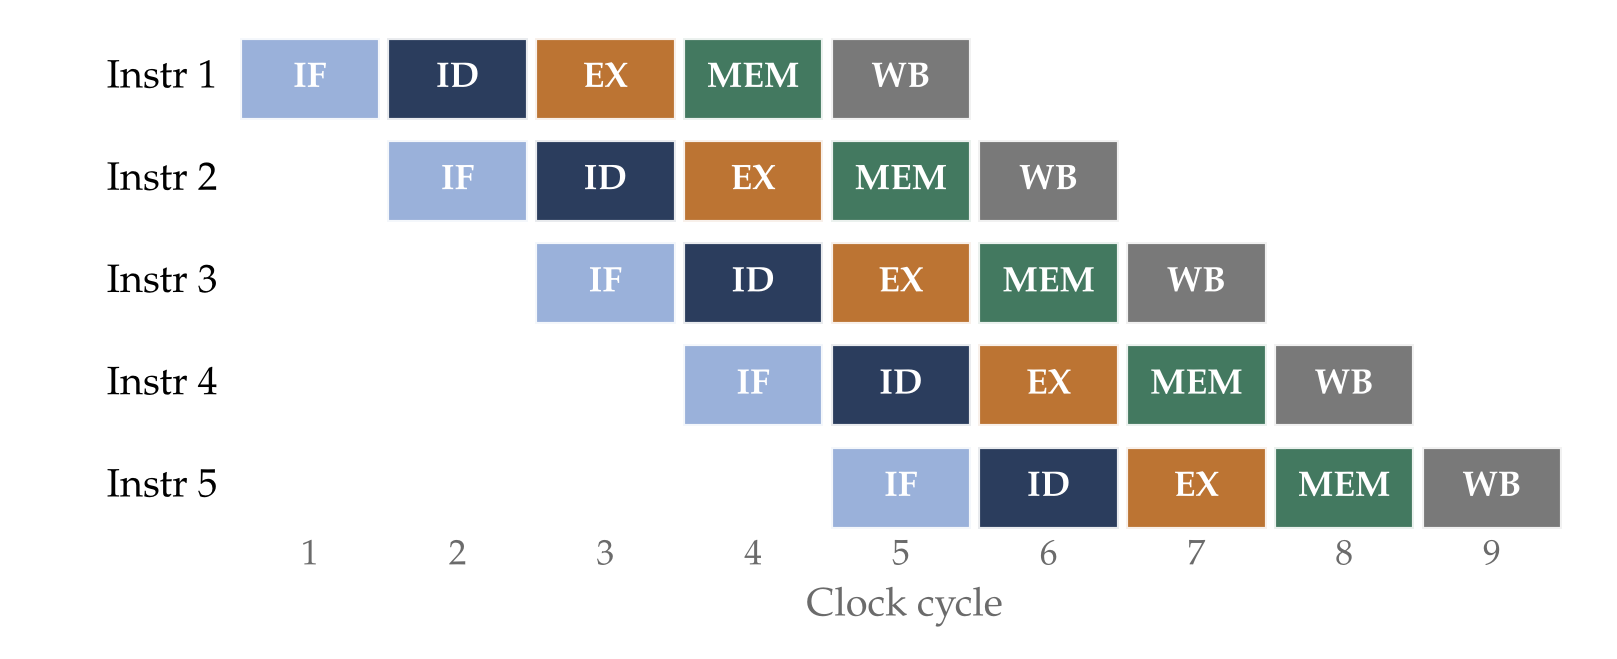 Instr 1 IF ID EX MEM WB
Instr 2 IF ID EX MEM WB
Instr 3 IF ID EX MEM WB
Instr 4 IF ID EX MEM WB
Instr 5 IF ID EX MEM WB
1 2 3 4 5 6 7 8 9
Clock cycle